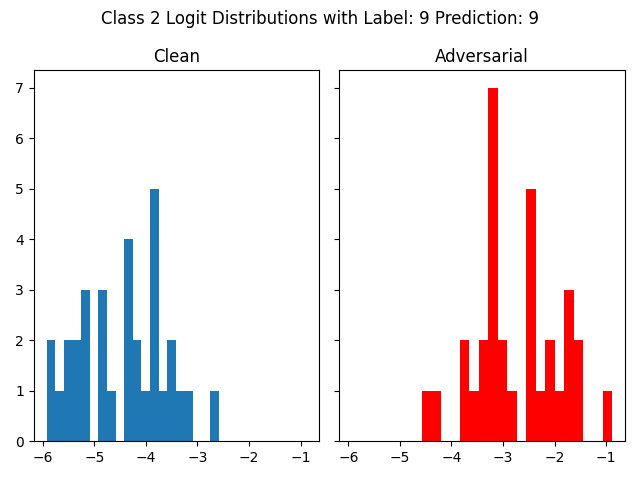 Class 2 Logit Distributions with Label: 9 Prediction: 9
Clean
Adversarial
7
6
5
4
3
2
1
0
−6 −5 −4 −3 −2 −1
−6 −5 −4 −3 −2 −1